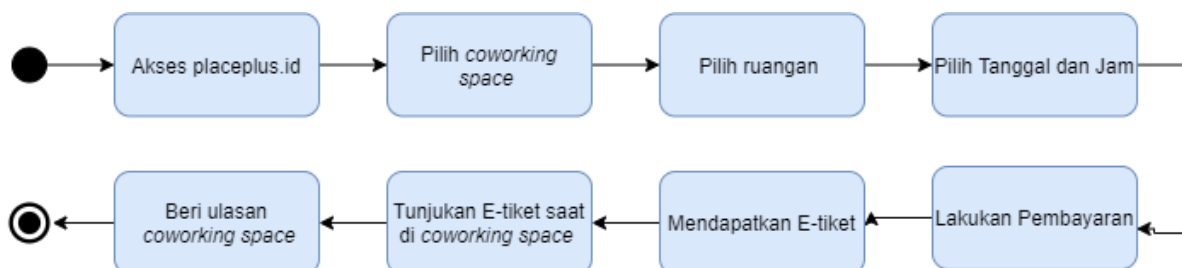 Akses placeplus.id
Pilih coworking
space
Pilih ruangan
Pilih Tanggal dan Jam
Beri ulasan
coworking space
Tunjukan E-tiket saat
di coworking space
Mendapatkan E-tiket
Lakukan Pembayaran